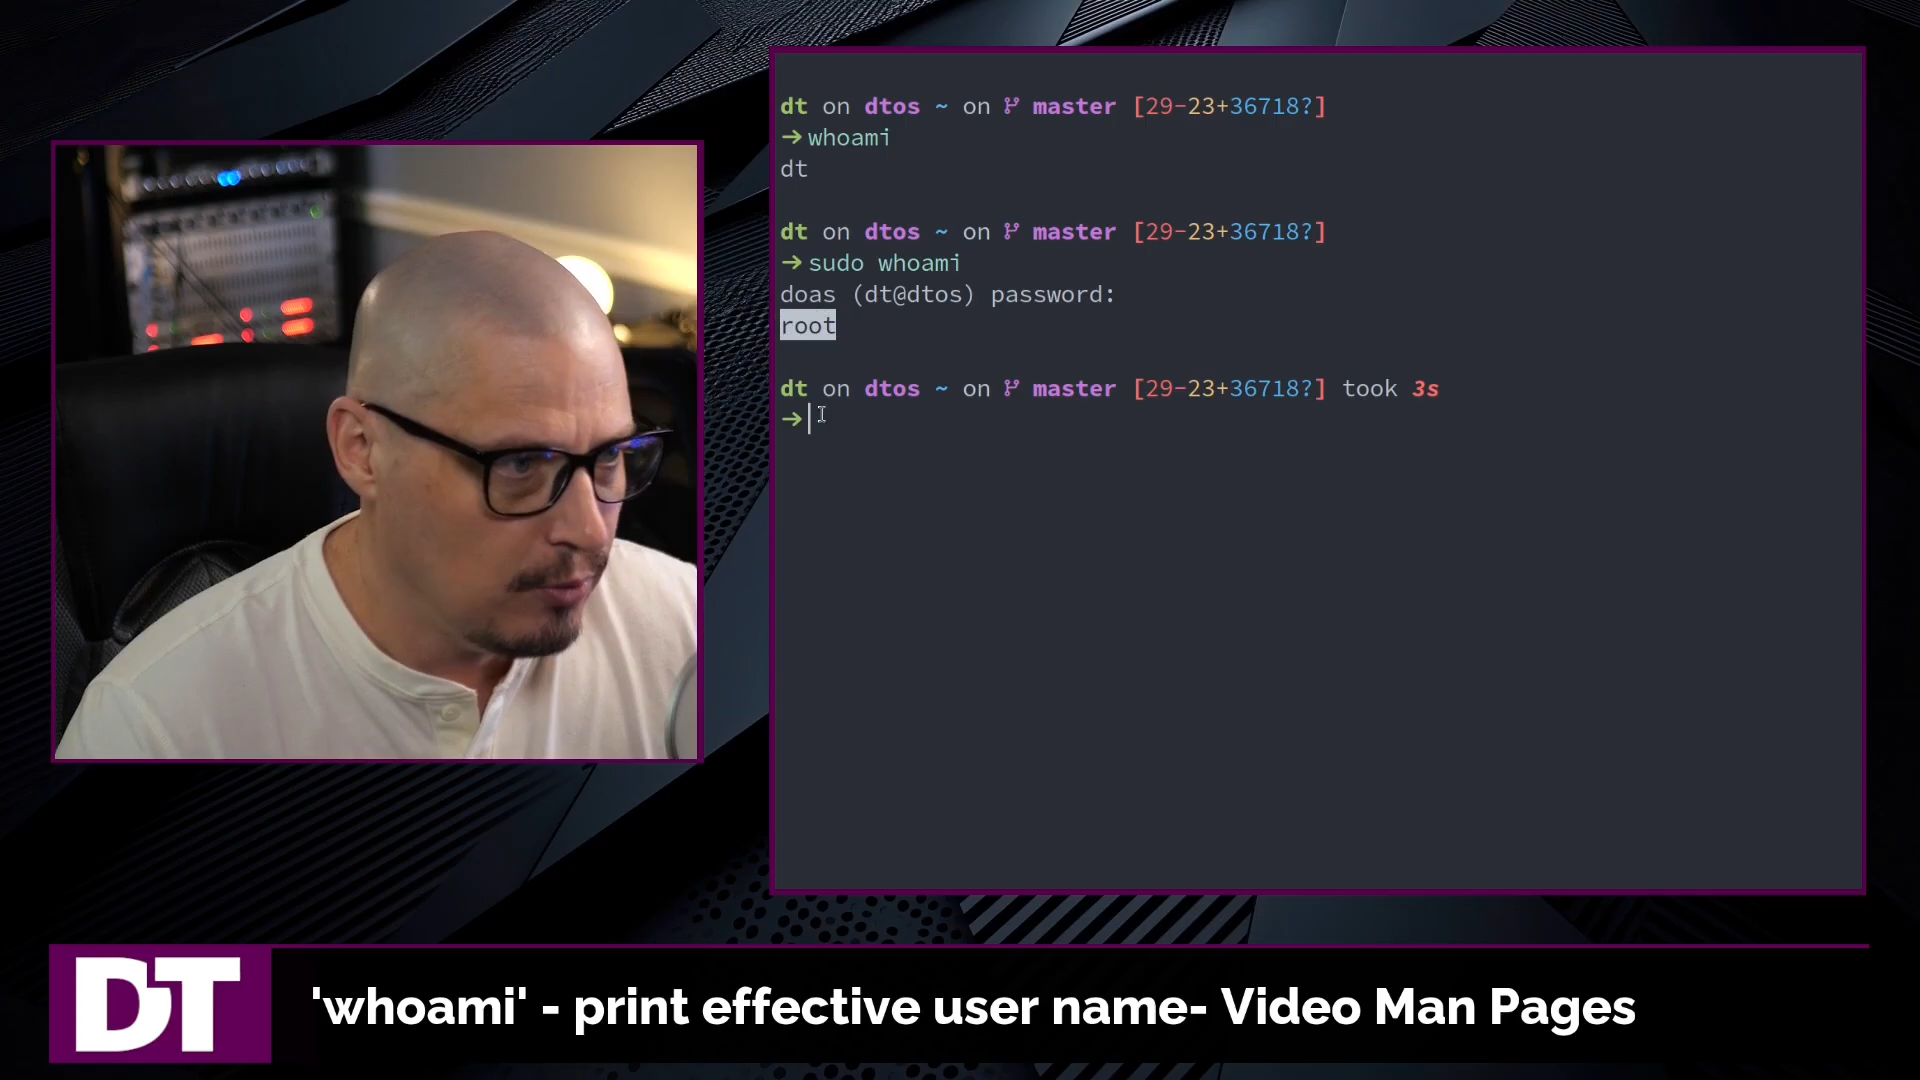 dt on dtos ~ on master [29-23+36718?]
→whoami
dt
dt on dtos ~ on master [29-23+36718?]
→sudo whoami
doas (dt@dtos) password:
root
dt on dtos ~ on master [29-23+36718?] took 3s
→
DT
'whoami' - print effective user name- Video Man Pages